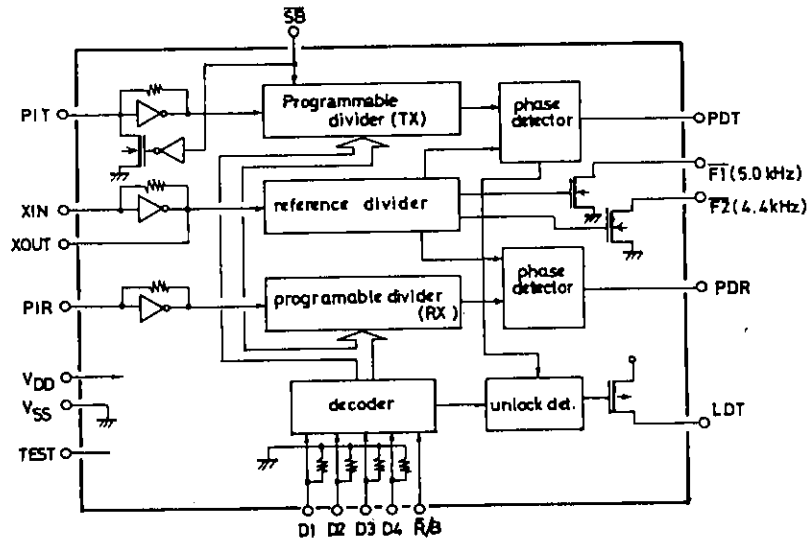 SB
PIT
Programmable
divider (TX)
phase
detector
PDT
F1 (5.0 kHz)
XIN
reference divider
F2 (4.4kHz)
XOUT
phase
detector
PIR
programable divider
(RX)
PDR
VDD
decoder
unlock det.
VSS
LDT
TEST
D1 D2 D3 D4 R/B